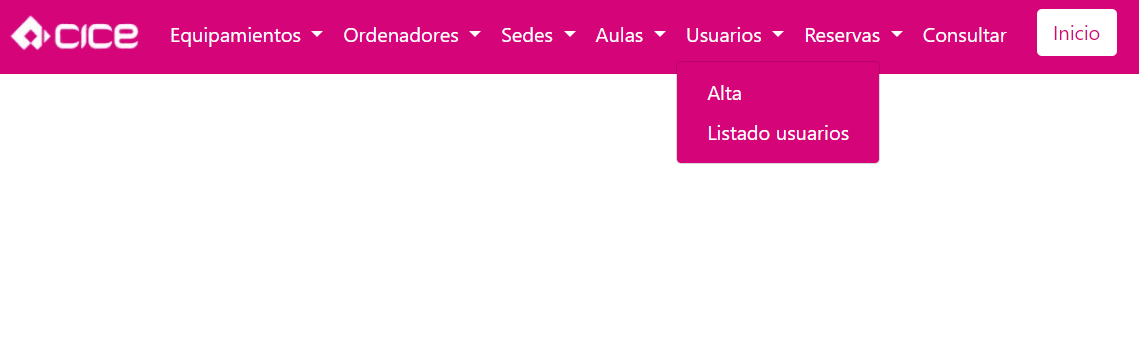 CICE Equipamientos Ordenadores Sedes Aulas Usuarios Reservas Consultar Inicio
Alta
Listado usuarios